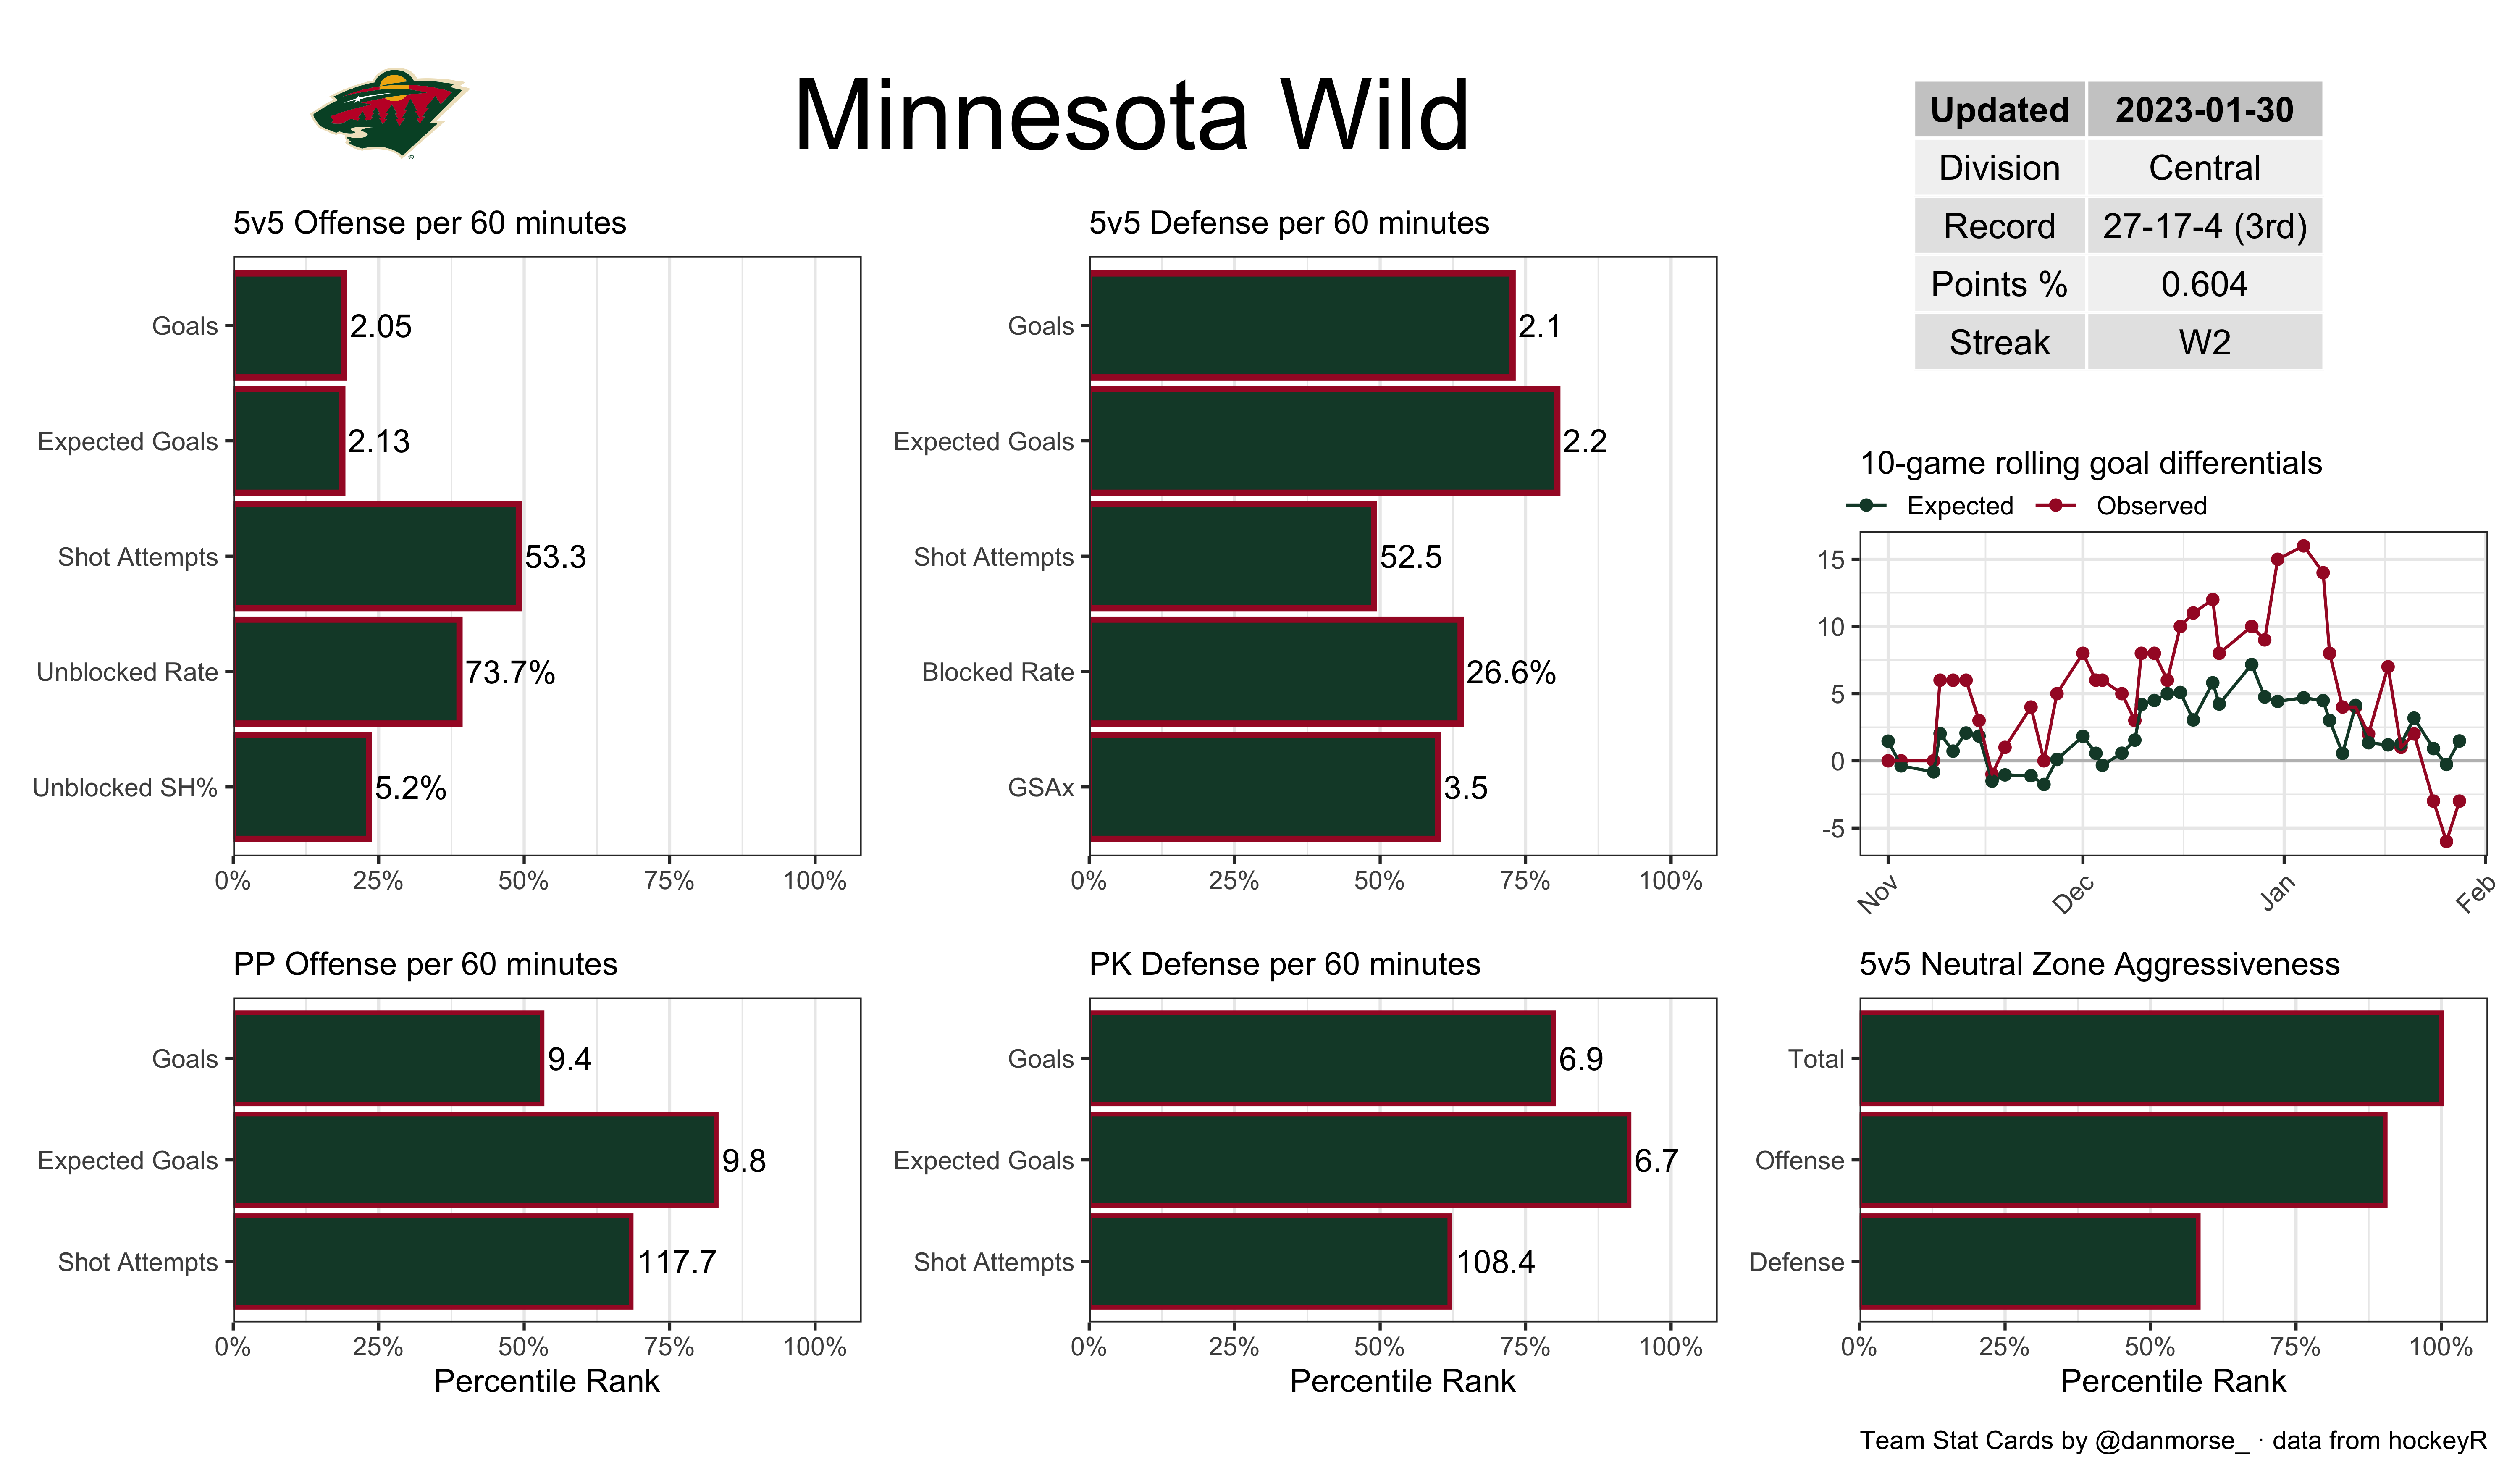 Minnesota Wild
Updated 2023-01-30
Division Central
Record 27-17-4 (3rd)
Points % 0.604
Streak W2
5v5 Offense per 60 minutes
Goals 2.05
Expected Goals 2.13
Shot Attempts 53.3
Unblocked Rate 73.7%
Unblocked SH% 5.2%
0% 25% 50% 75% 100%
5v5 Defense per 60 minutes
Goals 2.1
Expected Goals 2.2
Shot Attempts 52.5
Blocked Rate 26.6%
GSAx 3.5
0% 25% 50% 75% 100%
10-game rolling goal differentials
Expected Observed
15
10
5
0
-5
Nov Dec Jan Feb
PP Offense per 60 minutes
Goals 9.4
Expected Goals 9.8
Shot Attempts 117.7
0% 25% 50% 75% 100%
Percentile Rank
PK Defense per 60 minutes
Goals 6.9
Expected Goals 6.7
Shot Attempts 108.4
0% 25% 50% 75% 100%
Percentile Rank
5v5 Neutral Zone Aggressiveness
Total
Offense
Defense
0% 25% 50% 75% 100%
Percentile Rank
Team Stat Cards by @danmorse_ · data from hockeyR